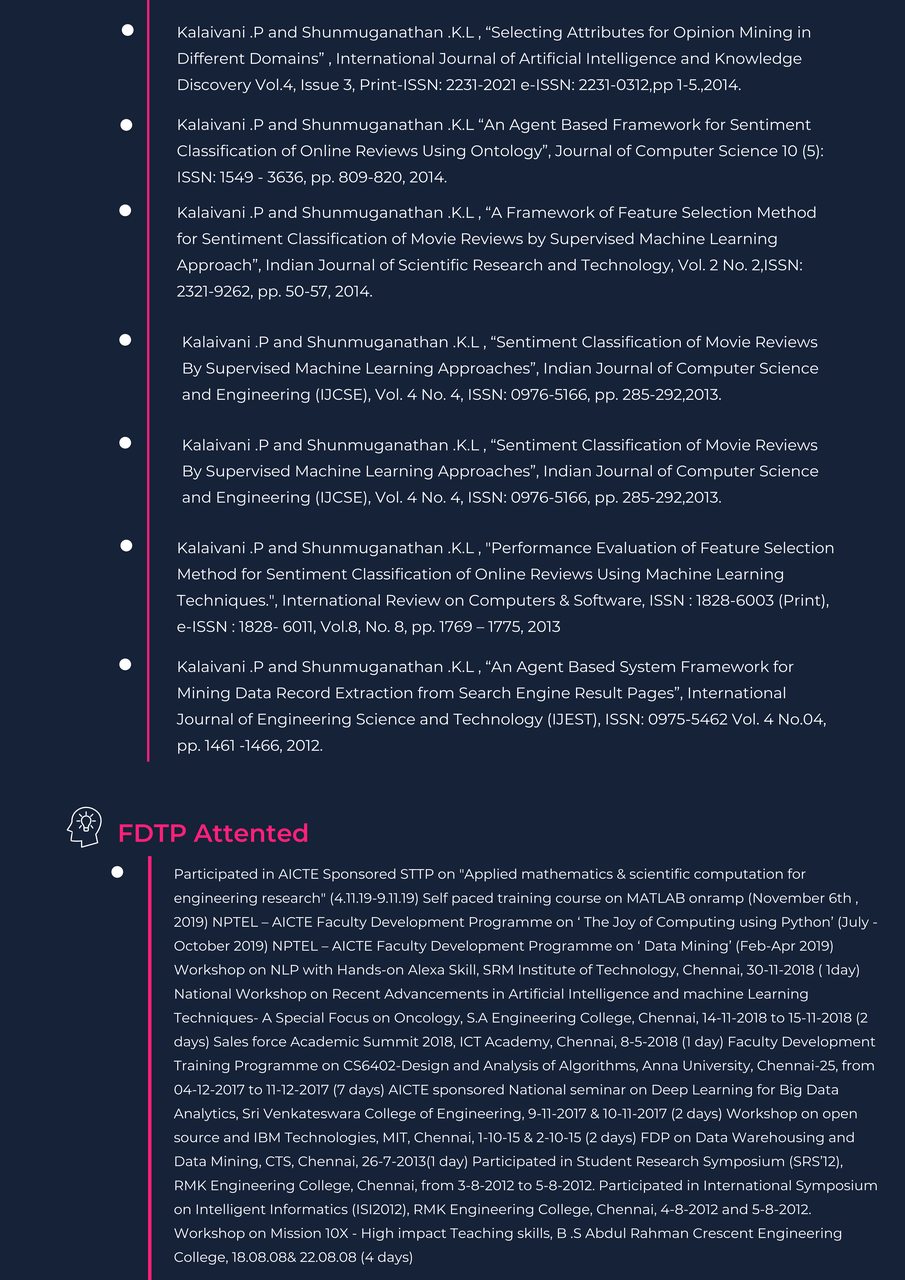 Kalaivani .P and Shunmuganathan .K.L , “Selecting Attributes for Opinion Mining in
Different Domains” , International Journal of Artificial Intelligence and Knowledge
Discovery Vol.4, Issue 3, Print-ISSN: 2231-2021 e-ISSN: 2231-0312,pp 1-5.,2014.
Kalaivani .P and Shunmuganathan .K.L “An Agent Based Framework for Sentiment
Classification of Online Reviews Using Ontology”, Journal of Computer Science 10 (5):
ISSN: 1549 - 3636, pp. 809-820, 2014.
Kalaivani .P and Shunmuganathan .K.L , “A Framework of Feature Selection Method
for Sentiment Classification of Movie Reviews by Supervised Machine Learning
Approach”, Indian Journal of Scientific Research and Technology, Vol. 2 No. 2,ISSN:
2321-9262, pp. 50-57, 2014.
Kalaivani .P and Shunmuganathan .K.L , “Sentiment Classification of Movie Reviews
By Supervised Machine Learning Approaches”, Indian Journal of Computer Science
and Engineering (IJCSE), Vol. 4 No. 4, ISSN: 0976-5166, pp. 285-292,2013.
Kalaivani .P and Shunmuganathan .K.L , “Sentiment Classification of Movie Reviews
By Supervised Machine Learning Approaches”, Indian Journal of Computer Science
and Engineering (IJCSE), Vol. 4 No. 4, ISSN: 0976-5166, pp. 285-292,2013.
Kalaivani .P and Shunmuganathan .K.L , "Performance Evaluation of Feature Selection
Method for Sentiment Classification of Online Reviews Using Machine Learning
Techniques.", International Review on Computers & Software, ISSN : 1828-6003 (Print),
e-ISSN : 1828- 6011, Vol.8, No. 8, pp. 1769 – 1775, 2013
Kalaivani .P and Shunmuganathan .K.L , “An Agent Based System Framework for
Mining Data Record Extraction from Search Engine Result Pages”, International
Journal of Engineering Science and Technology (IJEST), ISSN: 0975-5462 Vol. 4 No.04,
pp. 1461 -1466, 2012.
FDTP Attented
Participated in AICTE Sponsored STTP on "Applied mathematics & scientific computation for
engineering research" (4.11.19-9.11.19) Self paced training course on MATLAB onramp (November 6th ,
2019) NPTEL – AICTE Faculty Development Programme on ‘ The Joy of Computing using Python’ (July -
October 2019) NPTEL – AICTE Faculty Development Programme on ‘ Data Mining’ (Feb-Apr 2019)
Workshop on NLP with Hands-on Alexa Skill, SRM Institute of Technology, Chennai, 30-11-2018 ( 1day)
National Workshop on Recent Advancements in Artificial Intelligence and machine Learning
Techniques- A Special Focus on Oncology, S.A Engineering College, Chennai, 14-11-2018 to 15-11-2018 (2
days) Sales force Academic Summit 2018, ICT Academy, Chennai, 8-5-2018 (1 day) Faculty Development
Training Programme on CS6402-Design and Analysis of Algorithms, Anna University, Chennai-25, from
04-12-2017 to 11-12-2017 (7 days) AICTE sponsored National seminar on Deep Learning for Big Data
Analytics, Sri Venkateswara College of Engineering, 9-11-2017 & 10-11-2017 (2 days) Workshop on open
source and IBM Technologies, MIT, Chennai, 1-10-15 & 2-10-15 (2 days) FDP on Data Warehousing and
Data Mining, CTS, Chennai, 26-7-2013(1 day) Participated in Student Research Symposium (SRS’12),
RMK Engineering College, Chennai, from 3-8-2012 to 5-8-2012. Participated in International Symposium
on Intelligent Informatics (ISI2012), RMK Engineering College, Chennai, 4-8-2012 and 5-8-2012.
Workshop on Mission 10X - High impact Teaching skills, B .S Abdul Rahman Crescent Engineering
College, 18.08.08& 22.08.08 (4 days)